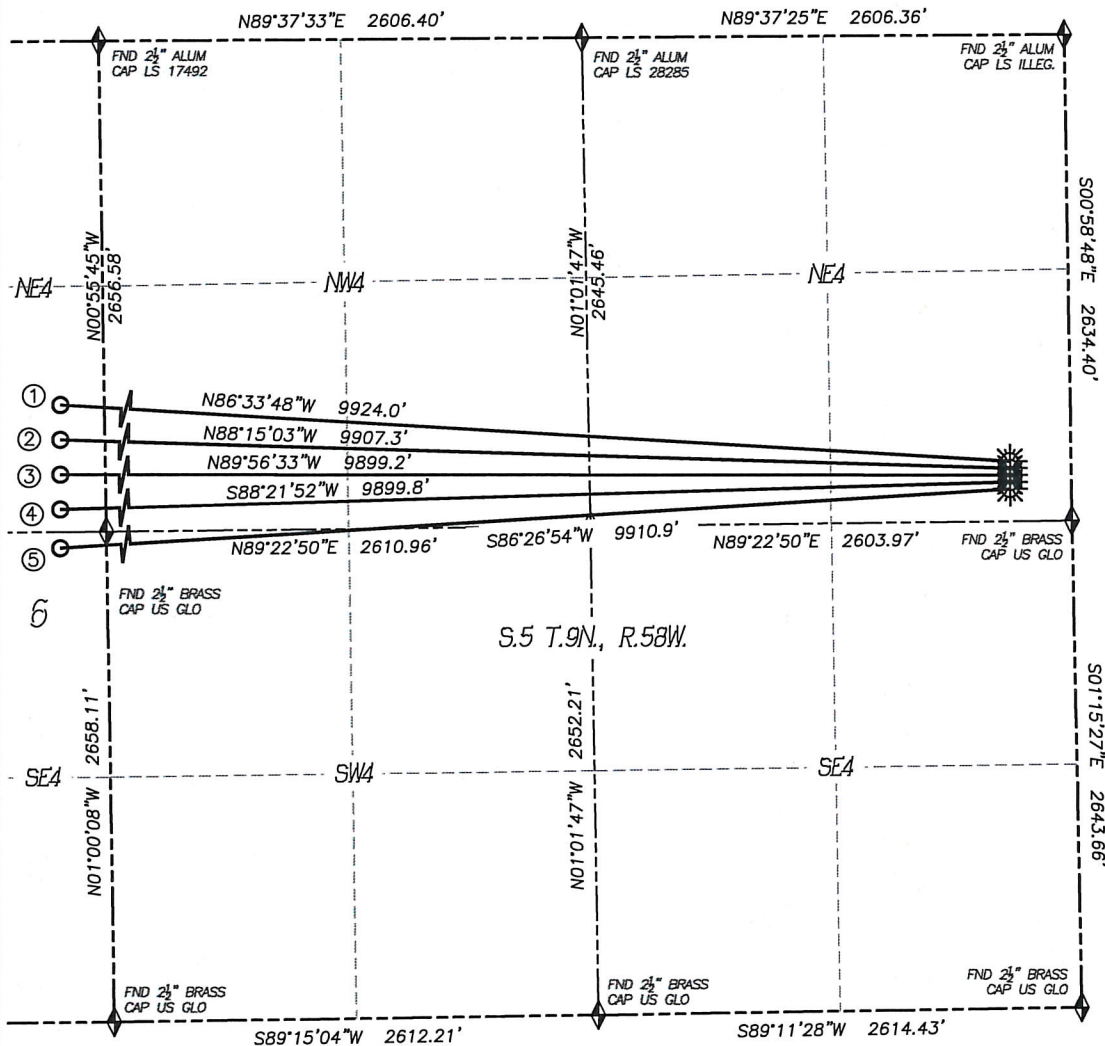 N89°37'33"E 2606.40'
N89°37'25"E 2606.36'
FND 2½" ALUM
CAP LS 17492
FND 2½" ALUM
CAP LS 28285
FND 2½" ALUM
CAP LS ILLEG.
N00°55'45"W
2656.58'
N01°01'47"W
2645.46'
S00°58'48"E 2634.40'
NE4
NW4
NE4
1
N86°33'48"W 9924.0'
2
N88°15'03"W 9907.3'
3
N89°56'33"W 9899.2'
4
S88°21'52"W 9899.8'
5
S86°26'54"W 9910.9'
N89°22'50"E 2610.96'
N89°22'50"E 2603.97'
FND 2½" BRASS
CAP US GLO
FND 2½" BRASS
CAP US GLO
6
S.5 T.9N., R.58W.
N01°00'08"W 2658.11'
N01°01'47"W 2652.21'
S01°15'27"E 2643.66'
SE4
SW4
SE4
FND 2½" BRASS
CAP US GLO
FND 2½" BRASS
CAP US GLO
FND 2½" BRASS
CAP US GLO
S89°15'04"W 2612.21'
S89°11'28"W 2614.43'